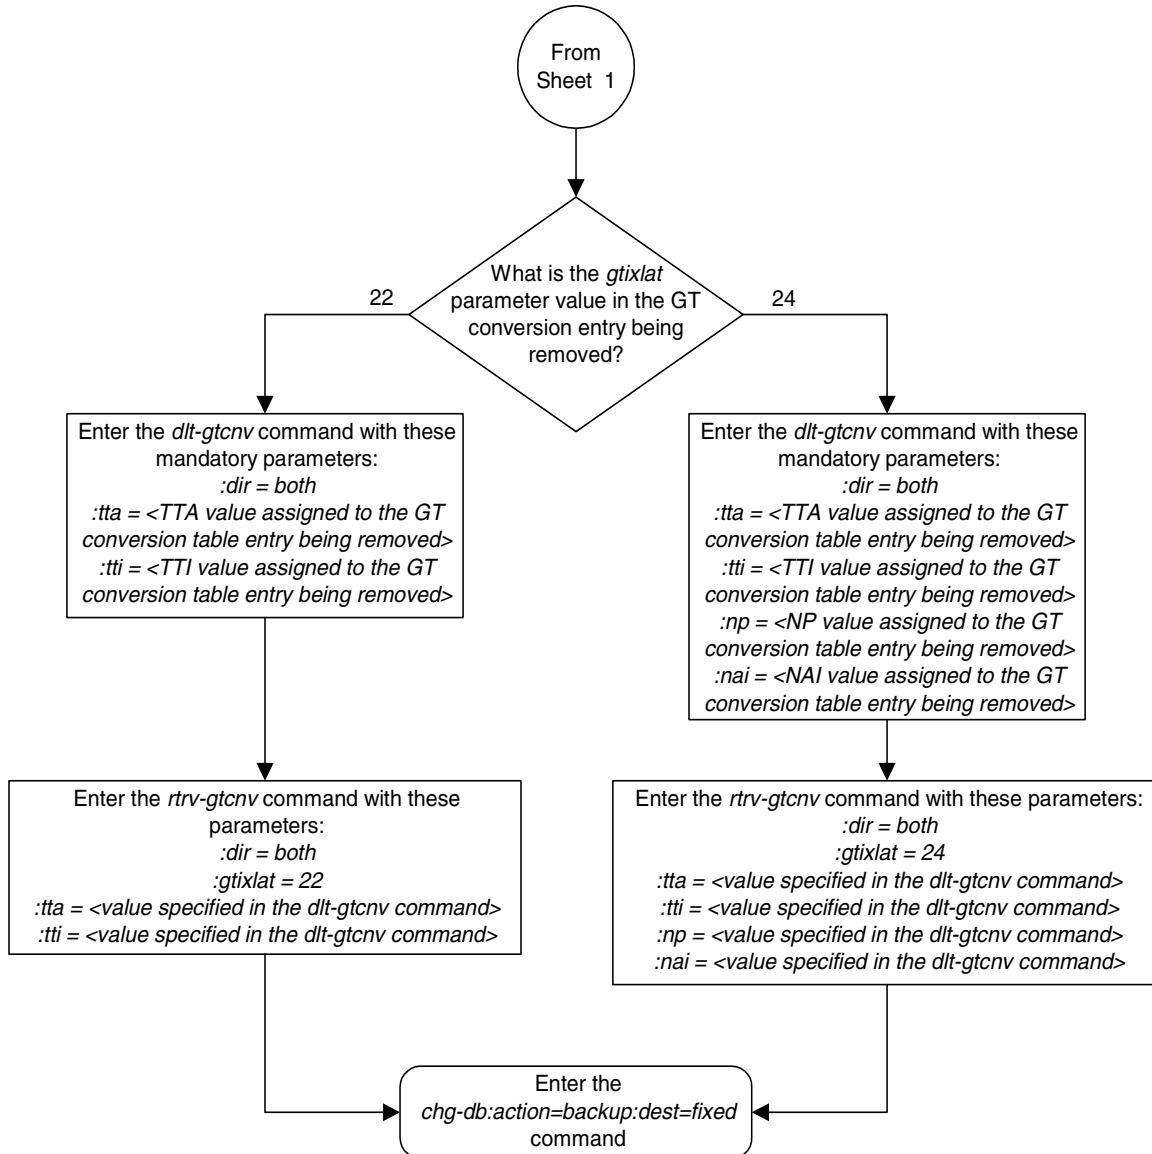 From
Sheet 1
What is the gtixlat
parameter value in the GT
conversion entry being
removed?
22
24
Enter the dlt-gtcnv command with these
mandatory parameters:
:dir = both
:tta = <TTA value assigned to the GT
conversion table entry being removed>
:tti = <TTI value assigned to the GT
conversion table entry being removed>
Enter the dlt-gtcnv command with these
mandatory parameters:
:dir = both
:tta = <TTA value assigned to the GT
conversion table entry being removed>
:tti = <TTI value assigned to the GT
conversion table entry being removed>
:np = <NP value assigned to the GT
conversion table entry being removed>
:nai = <NAI value assigned to the GT
conversion table entry being removed>
Enter the rtrv-gtcnv command with these
parameters:
:dir = both
:gtixlat = 22
:tta = <value specified in the dlt-gtcnv command>
:tti = <value specified in the dlt-gtcnv command>
Enter the rtrv-gtcnv command with these parameters:
:dir = both
:gtixlat = 24
:tta = <value specified in the dlt-gtcnv command>
:tti = <value specified in the dlt-gtcnv command>
:np = <value specified in the dlt-gtcnv command>
:nai = <value specified in the dlt-gtcnv command>
Enter the
chg-db:action=backup:dest=fixed
command